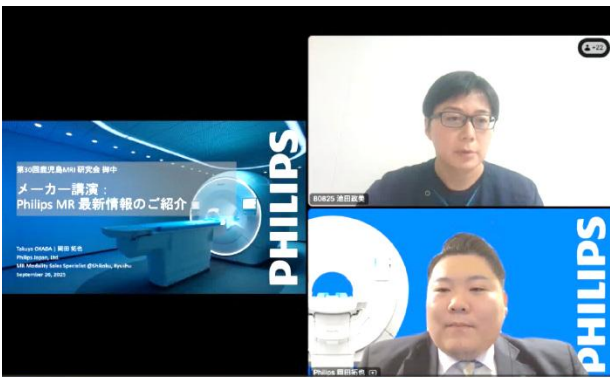 第30回鹿児島MRI研究会 御中
メーカー講演：
Philips MR 最新情報のご紹介
Takuya OKADA | 岡田 拓也
Philips Japan, Ltd
MR Modality Sales Specialist @Shikoku, Kyushu
September 26, 2025
PHILIPS
+22
80825 池田政美
PHILIPS
Philips 岡田拓也